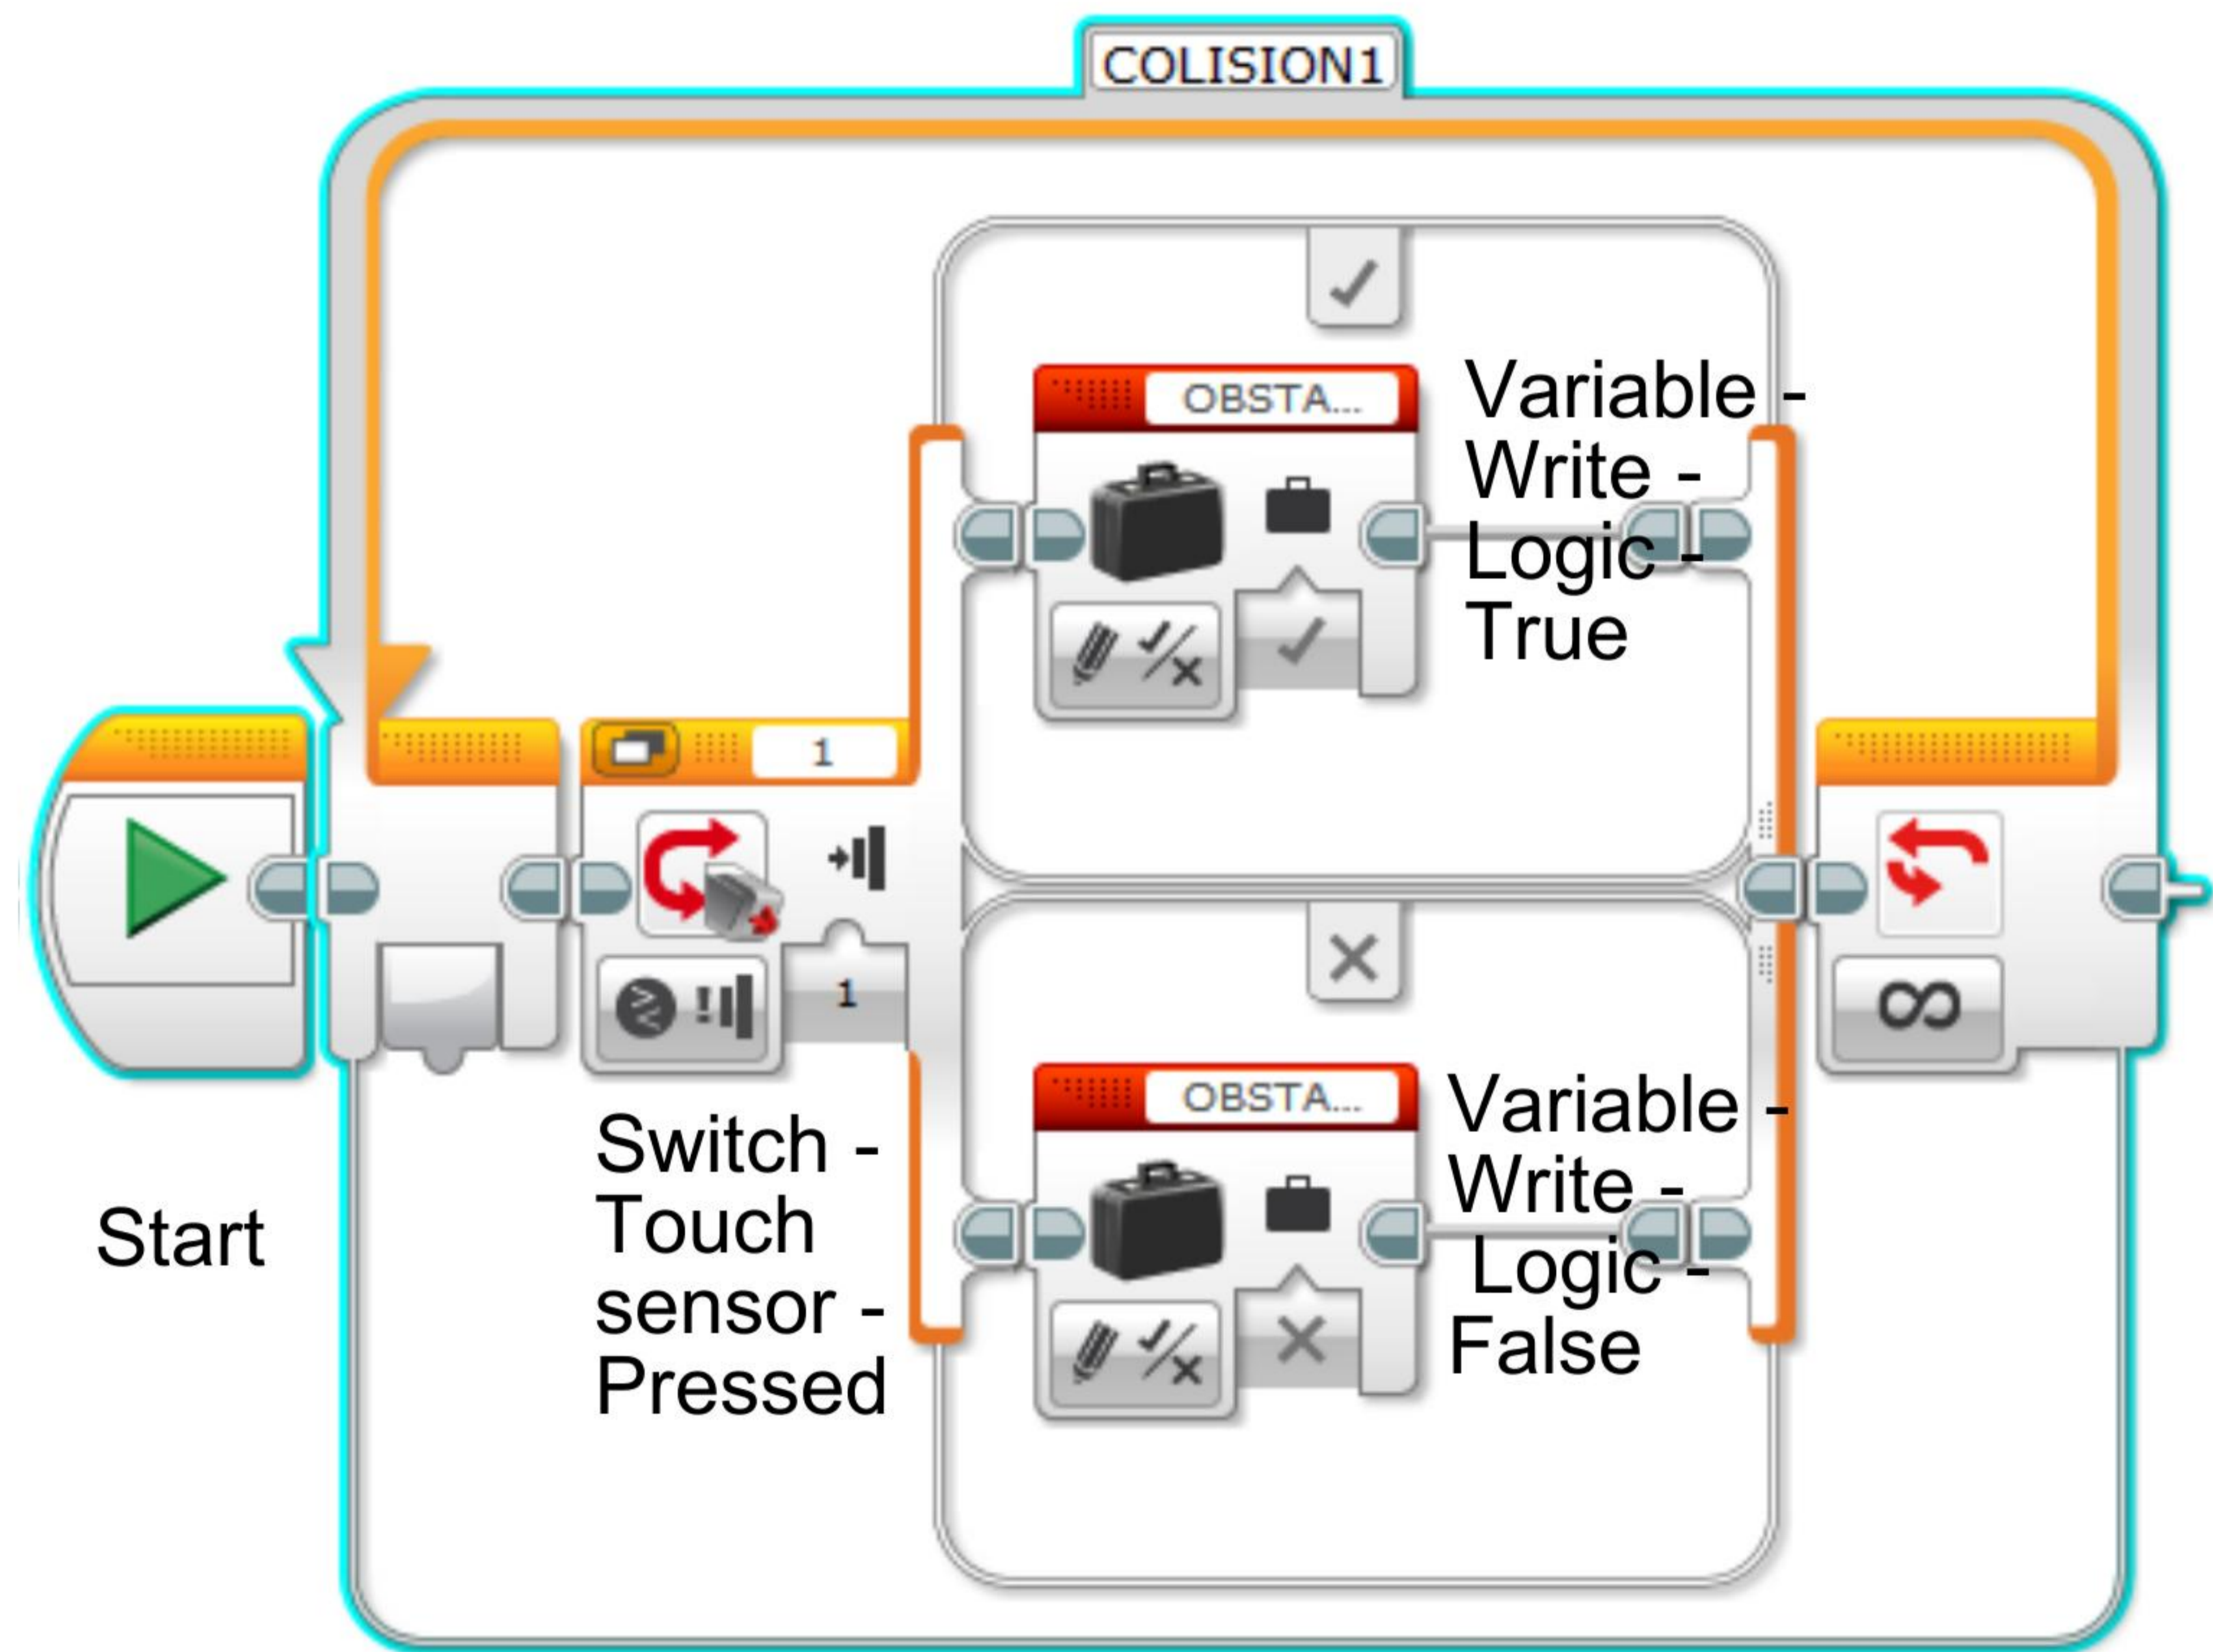 COLISION1
OBSTA...
Variable -
Write -
Logic -
True
1
1
Start
Switch -
Touch
sensor -
Pressed
OBSTA...
Variable -
Write -
Logic -
False